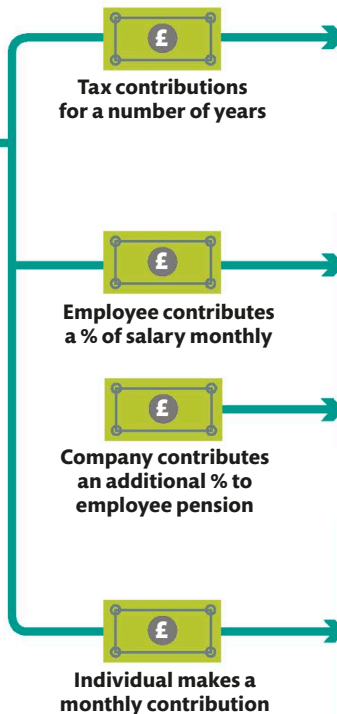 £
Tax contributions
for a number of years
£
Employee contributes
a % of salary monthly
£
Company contributes
an additional % to
employee pension
£
Individual makes a
monthly contribution